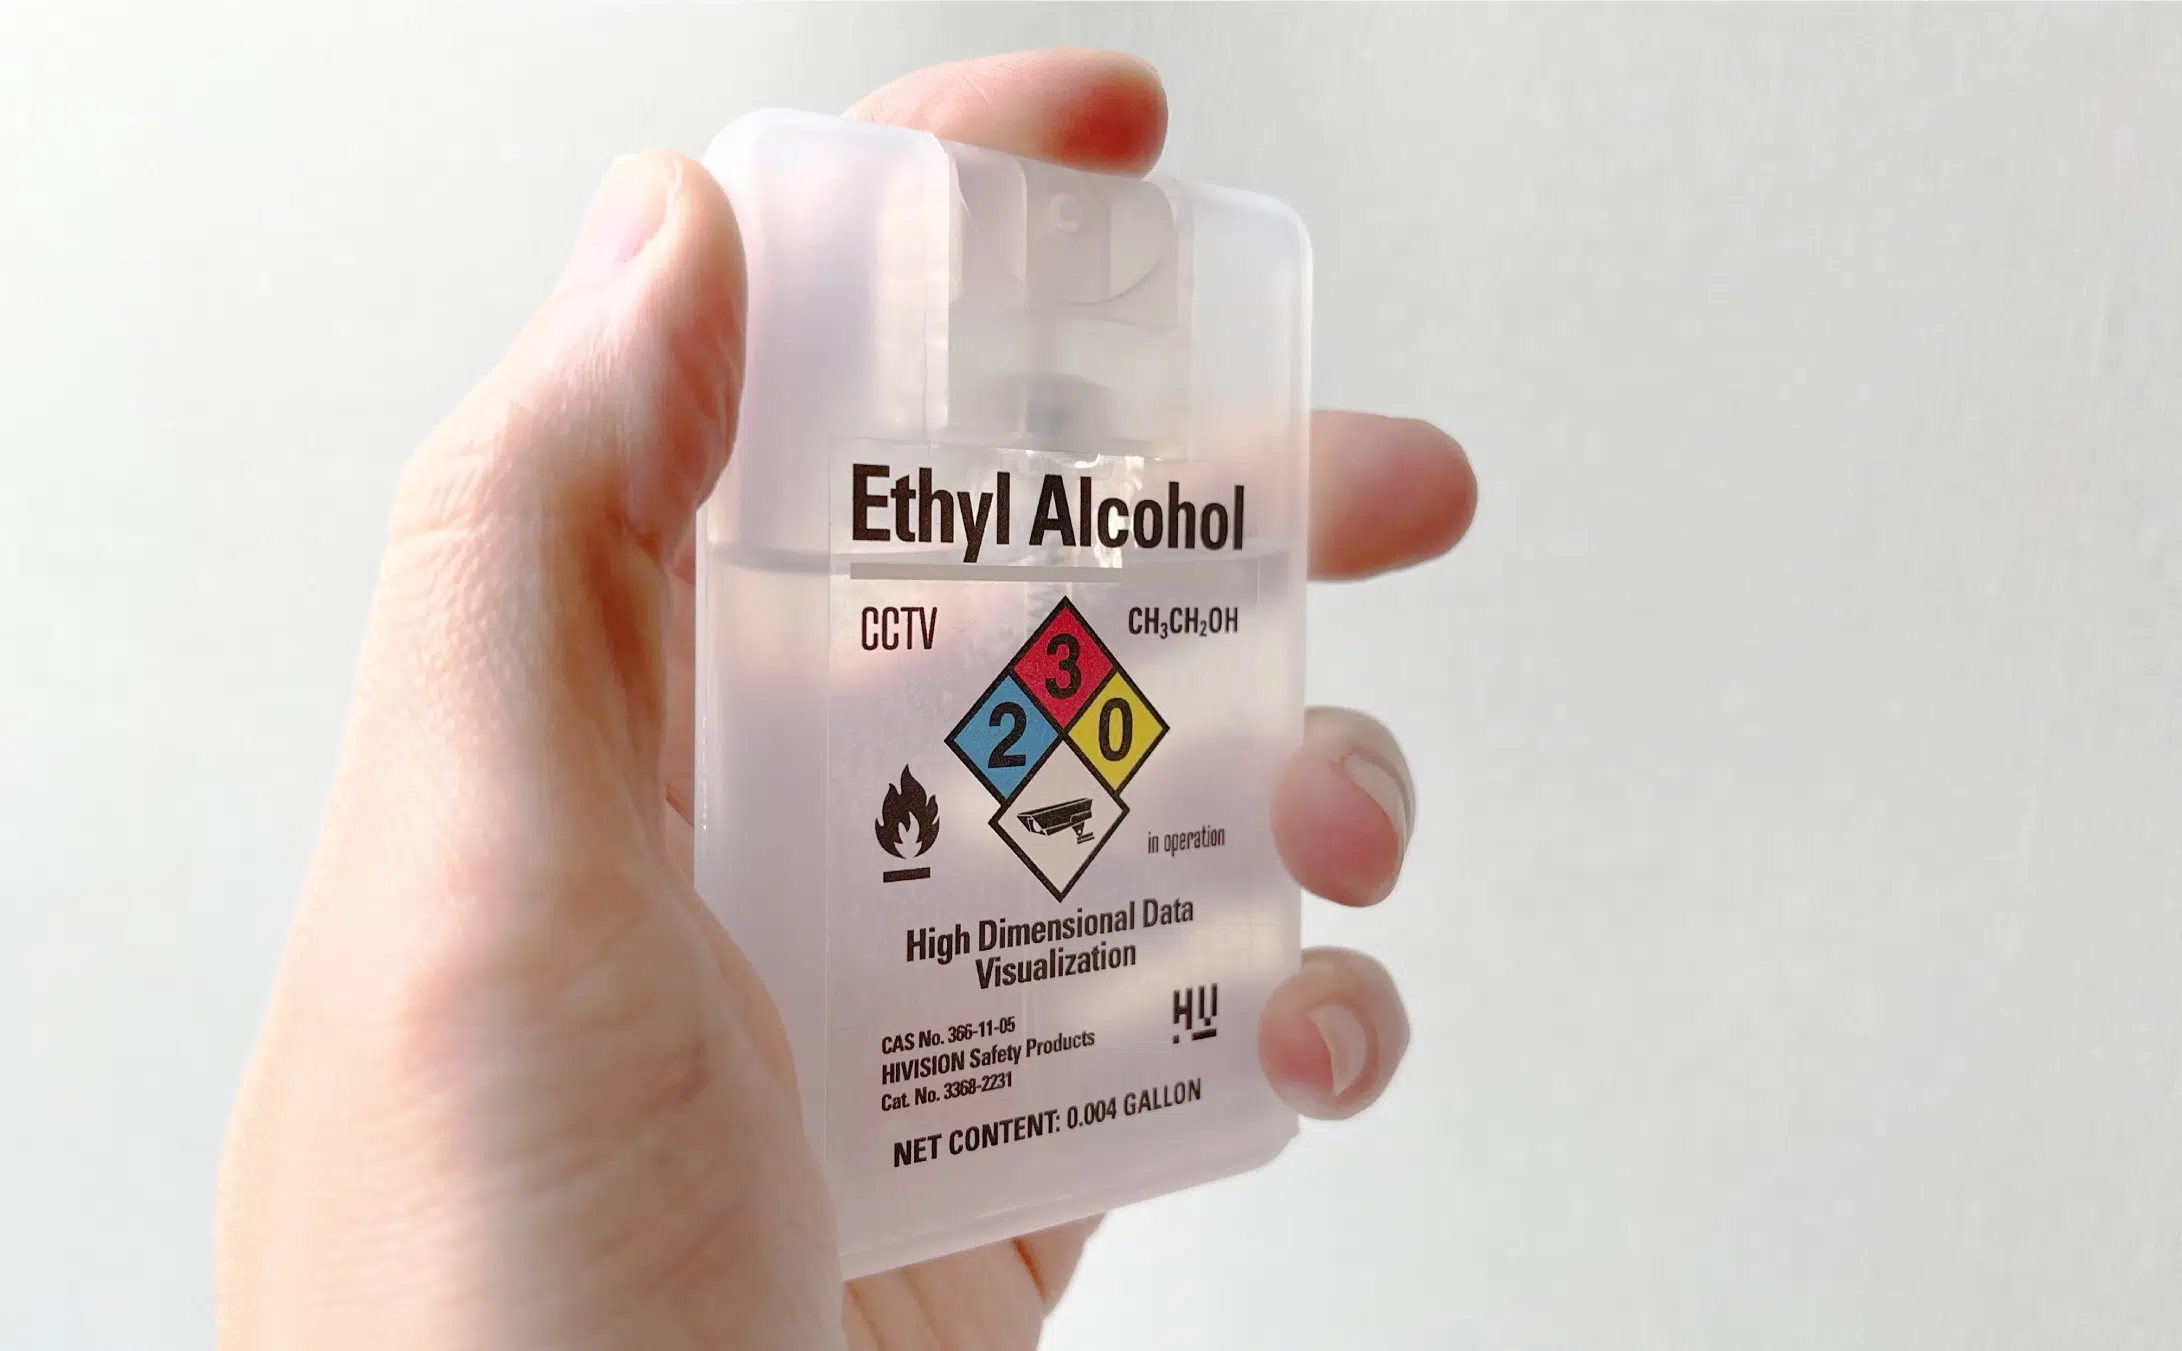 Ethyl Alcohol
CCTV
CH₃CH₂OH
3
2
0
in operation
High Dimensional Data
Visualization
HV
CAS No. 366-11-05
HIVISION Safety Products
Cat. No. 3368-2231
NET CONTENT: 0.004 GALLON